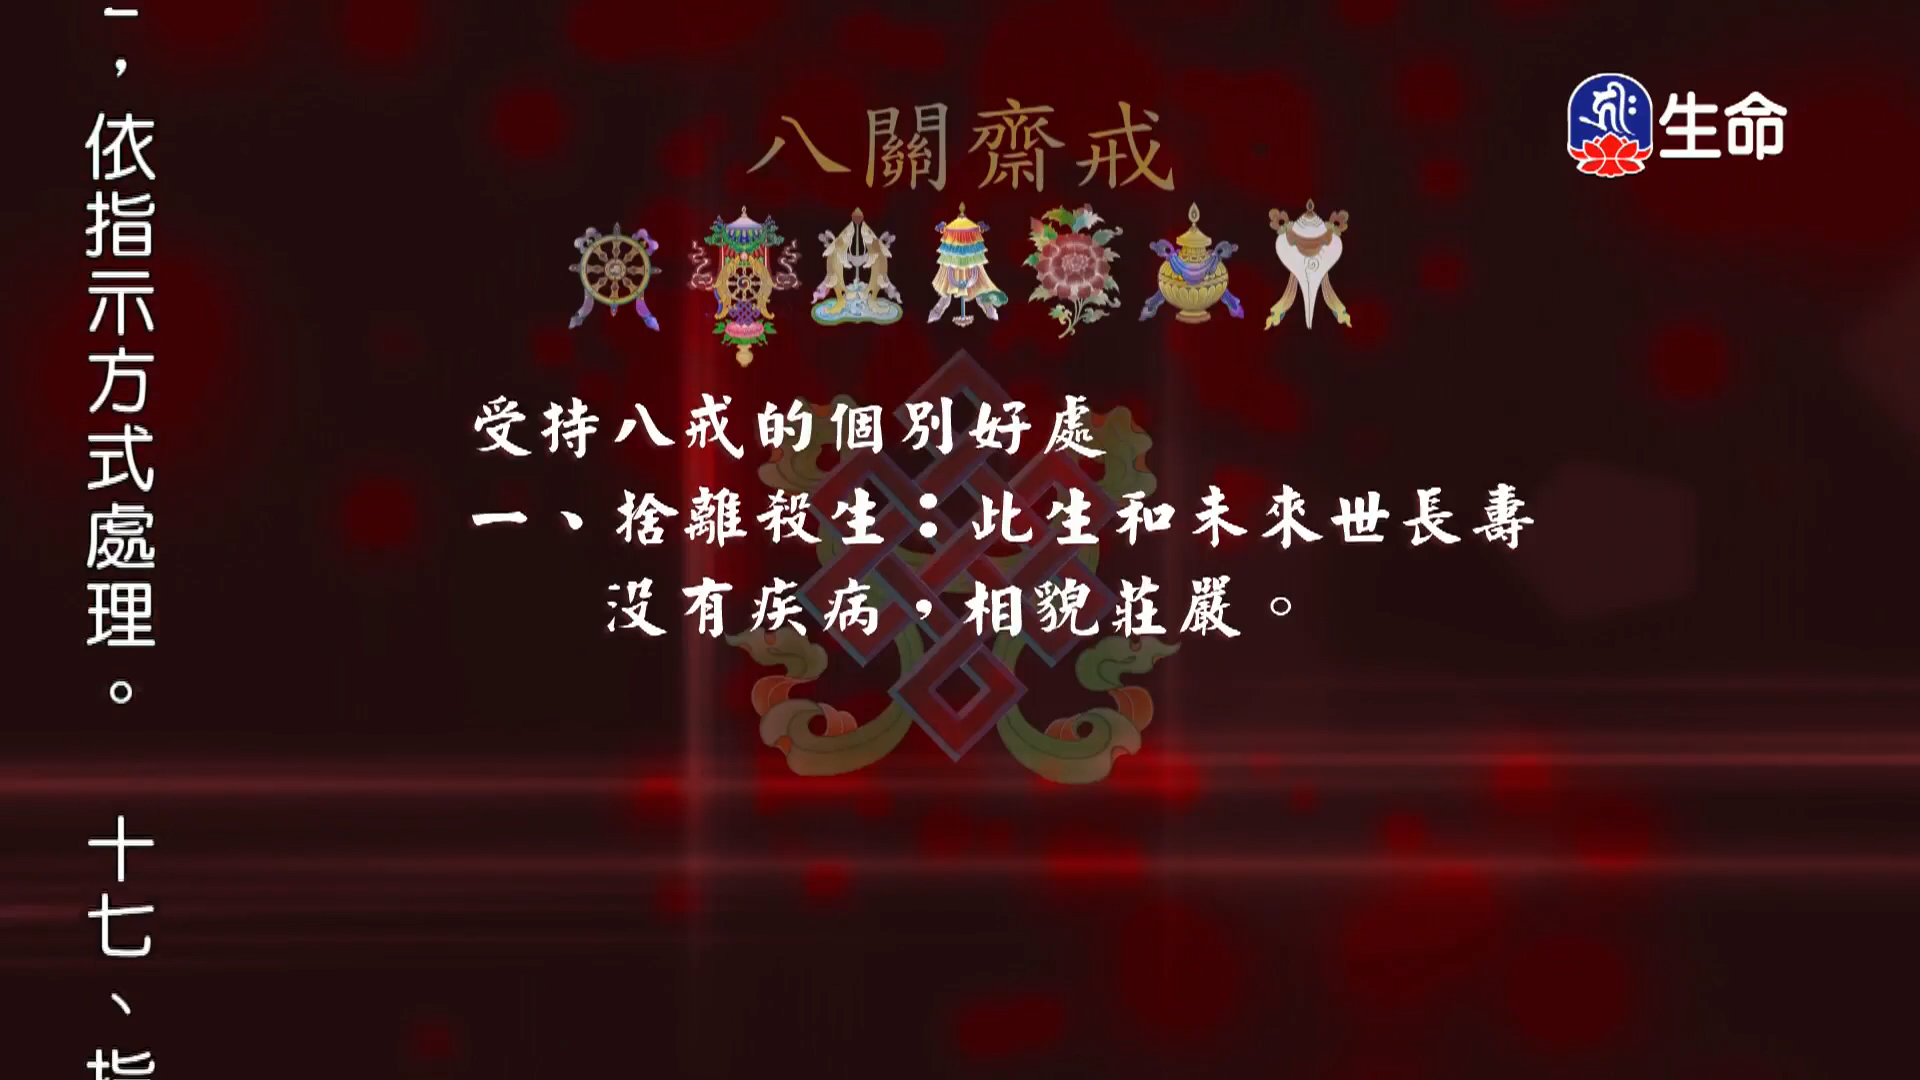 八關齋戒
生命
受持八戒的個別好處
一、捨離殺生：此生和未來世長壽
沒有疾病，相貌莊嚴。
，依指示方式處理。 十七、指